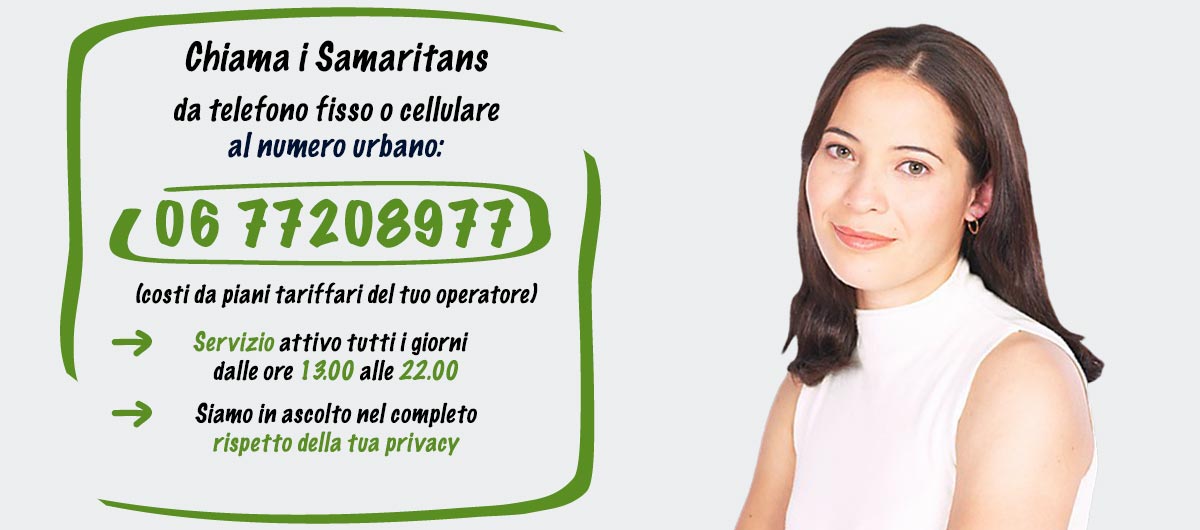 Chiama i Samaritans
da telefono fisso o cellulare
al numero urbano:
06 77208977
(costi da piani tariffari del tuo operatore)
Servizio attivo tutti i giorni
dalle ore 13.00 alle 22.00
Siamo in ascolto nel completo
rispetto della tua privacy